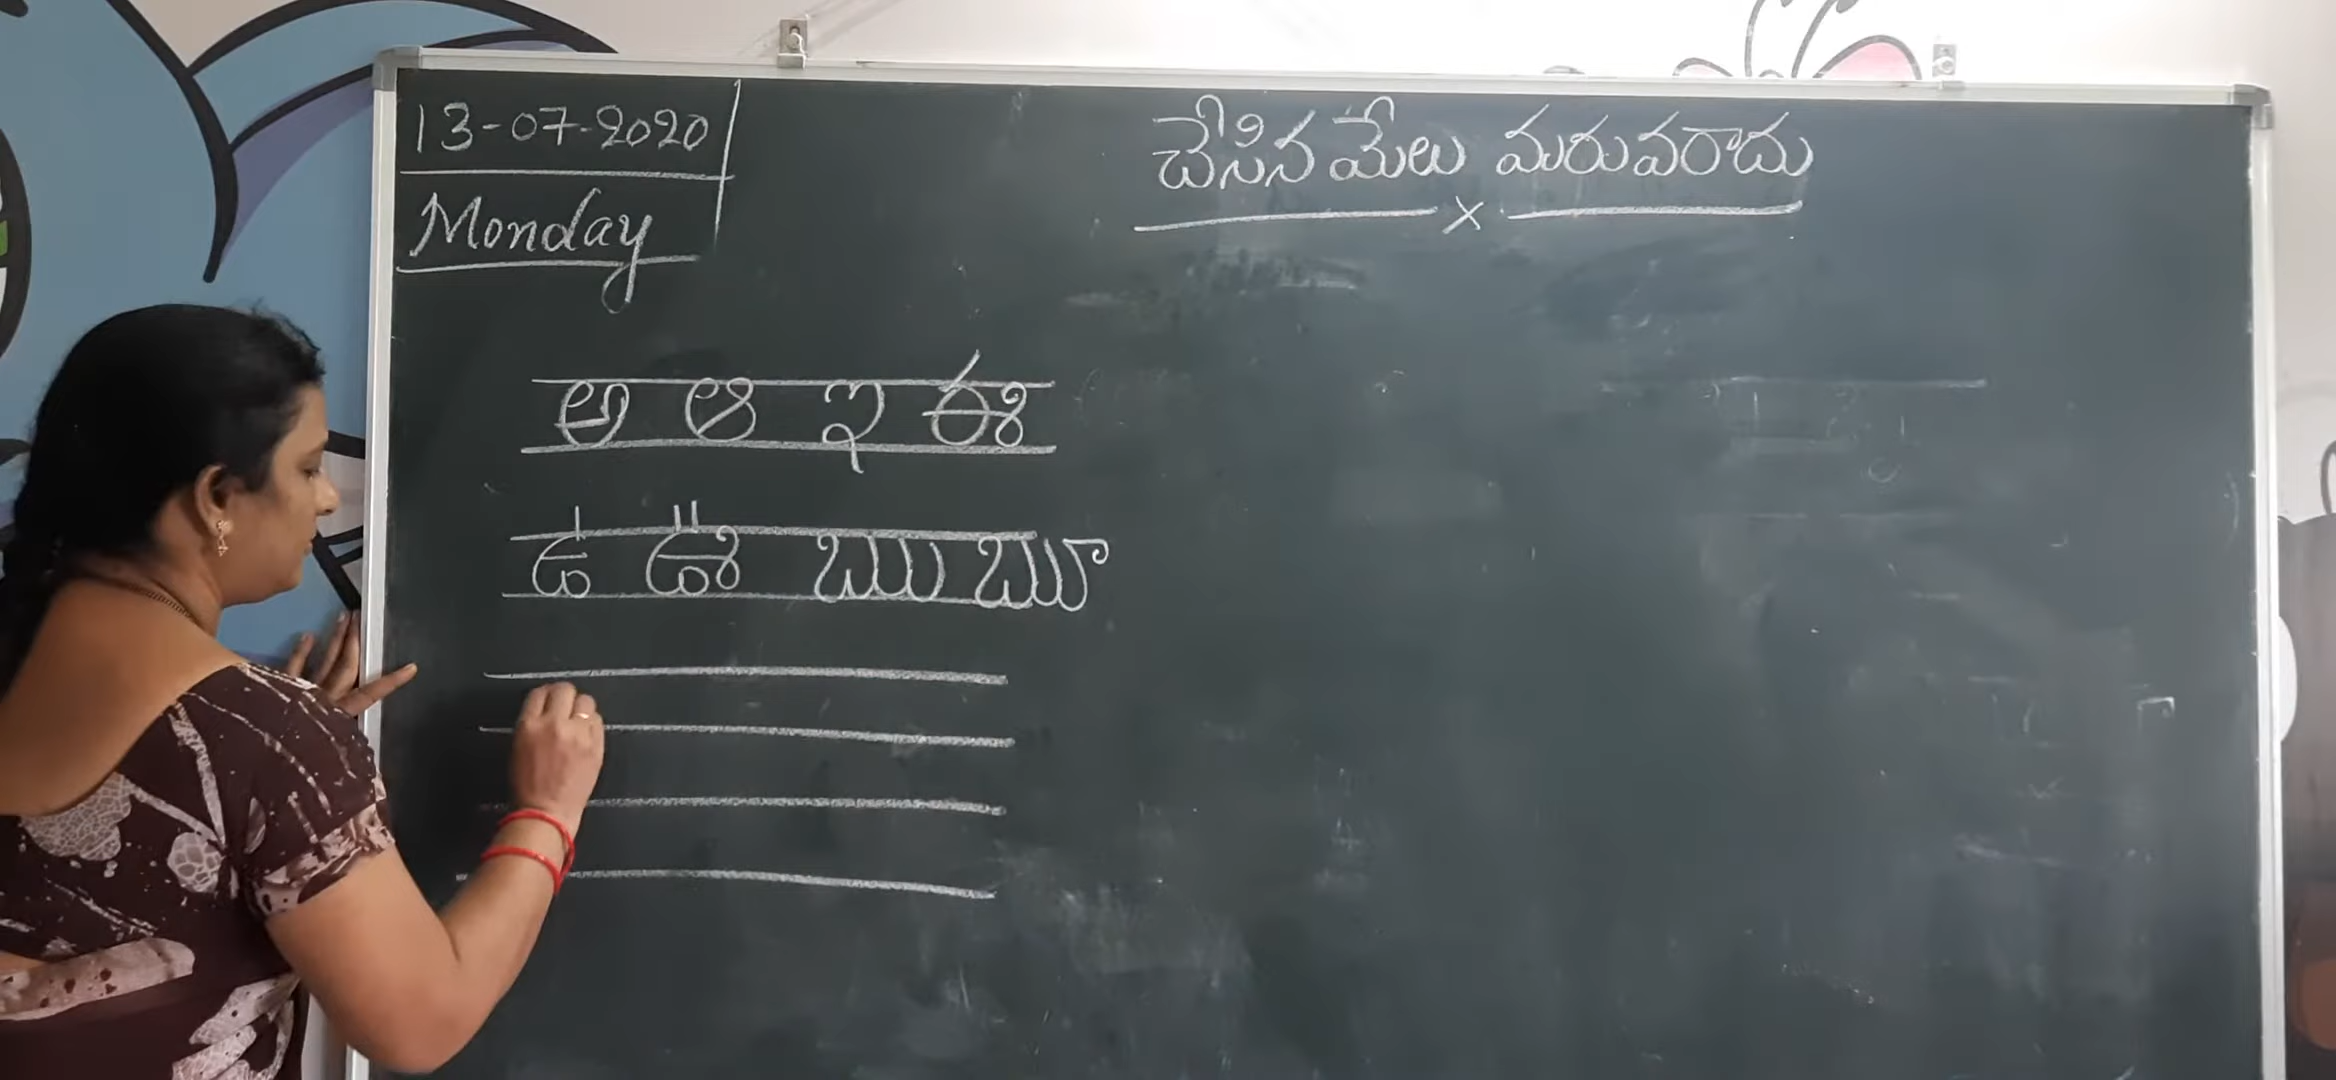 13-07-2020
Monday
చేసిన మేలు మరువరాదు
x
అ ఆ ఇ ఈ
ఉ ఊ ఋ ౠ